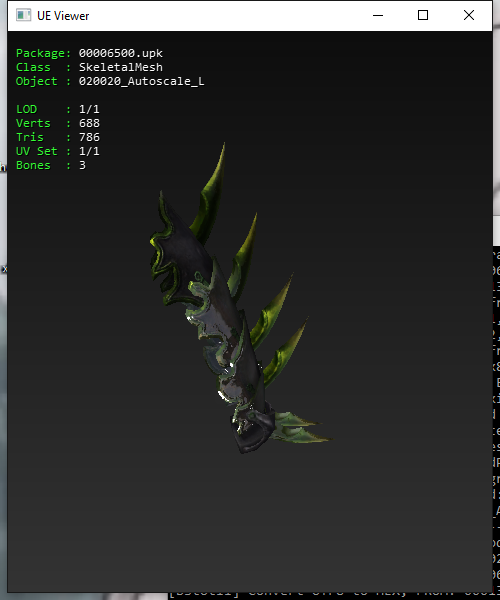 UE Viewer
Package: 00006500.upk
Class : SkeletalMesh
Object : 020020_Autoscale_L
LOD : 1/1
Verts : 688
Tris : 786
UV Set : 1/1
Bones : 3